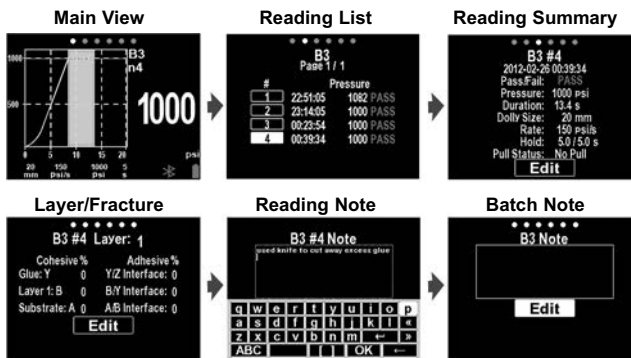 Main View
B3
n4
1000
500
1000
0 5 10 15 20 psi
20 mm 150 psi/s 1000 psi 5 s
Reading List
B3
Page 1 / 1
# Pressure
1 22:51:05 1082 PASS
2 23:14:05 1000 PASS
3 00:23:54 1000 PASS
4 00:39:34 1000 PASS
Reading Summary
B3 #4
2012-02-26 00:39:34
Pass/Fail: PASS
Pressure: 1000 psi
Duration: 13.4 s
Dolly Size: 20 mm
Rate: 150 psi/s
Hold: 5.0 / 5.0 s
Pull Status: No Pull
Edit
Layer/Fracture
B3 #4 Layer: 1
Cohesive % Adhesive %
Glue: Y 0 Y/Z Interface: 0
Layer 1: B 0 B/Y Interface: 0
Substrate: A 0 A/B Interface: 0
Edit
Reading Note
B3 #4 Note
used knife to cut away excess glue
q w e r t y u i o p
a s d f g h j k l «
z x c v b n m ↵ »
ABC [ ] OK ←
Batch Note
B3 Note
Edit